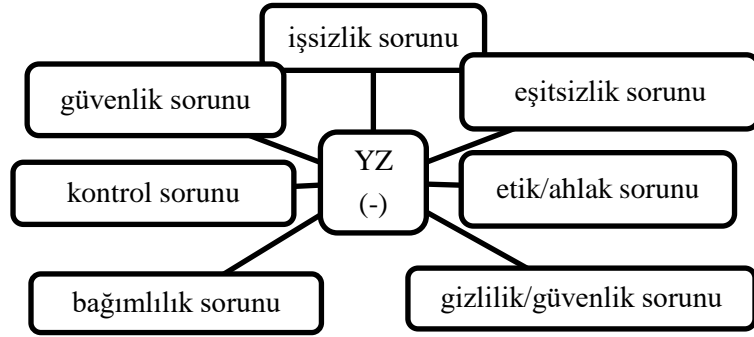 işsizlik sorunu
güvenlik sorunu
eşitsizlik sorunu
YZ
(-)
kontrol sorunu
etik/ahlak sorunu
bağımlılık sorunu
gizlilik/güvenlik sorunu